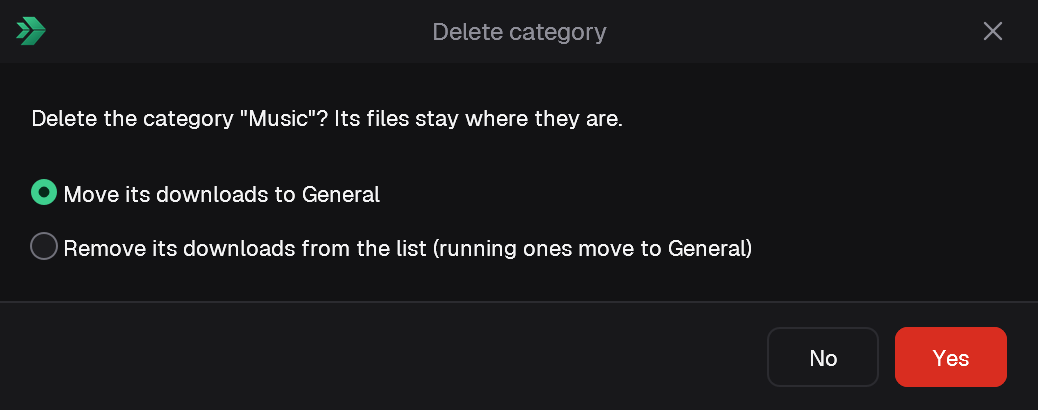 Delete category
Delete the category "Music"? Its files stay where they are.
Move its downloads to General
Remove its downloads from the list (running ones move to General)
No
Yes